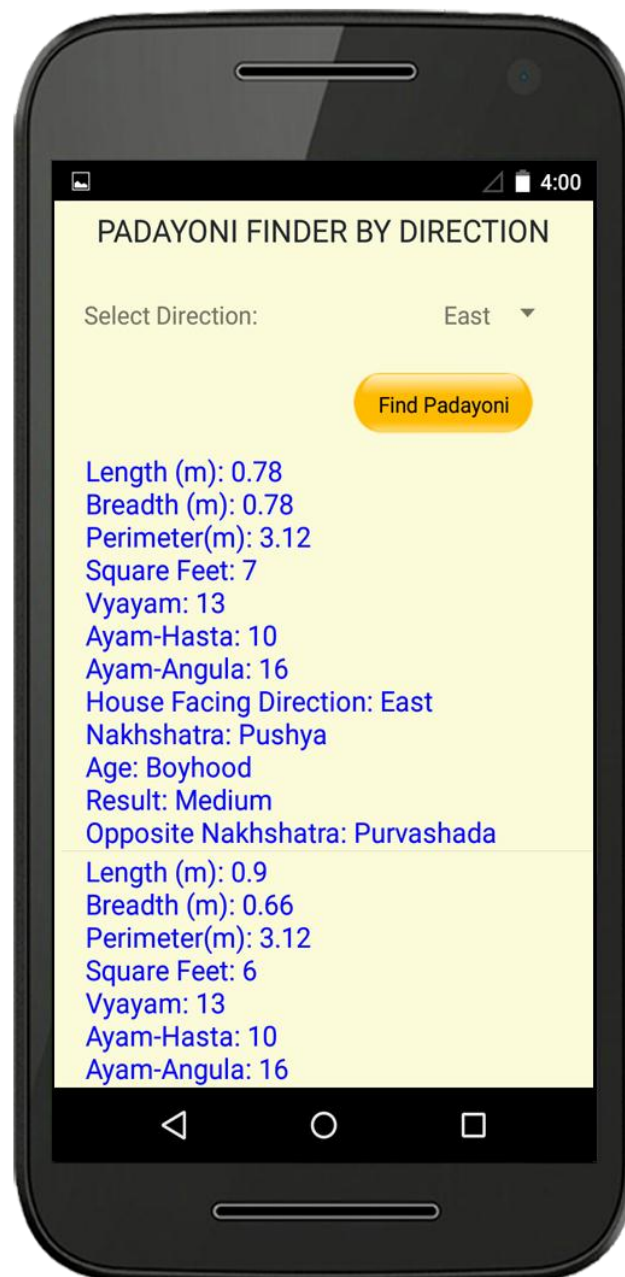 4:00
PADAYONI FINDER BY DIRECTION
Select Direction: East
Find Padayoni
Length (m): 0.78
Breadth (m): 0.78
Perimeter(m): 3.12
Square Feet: 7
Vyayam: 13
Ayam-Hasta: 10
Ayam-Angula: 16
House Facing Direction: East
Nakhshatra: Pushya
Age: Boyhood
Result: Medium
Opposite Nakhshatra: Purvashada
Length (m): 0.9
Breadth (m): 0.66
Perimeter(m): 3.12
Square Feet: 6
Vyayam: 13
Ayam-Hasta: 10
Ayam-Angula: 16